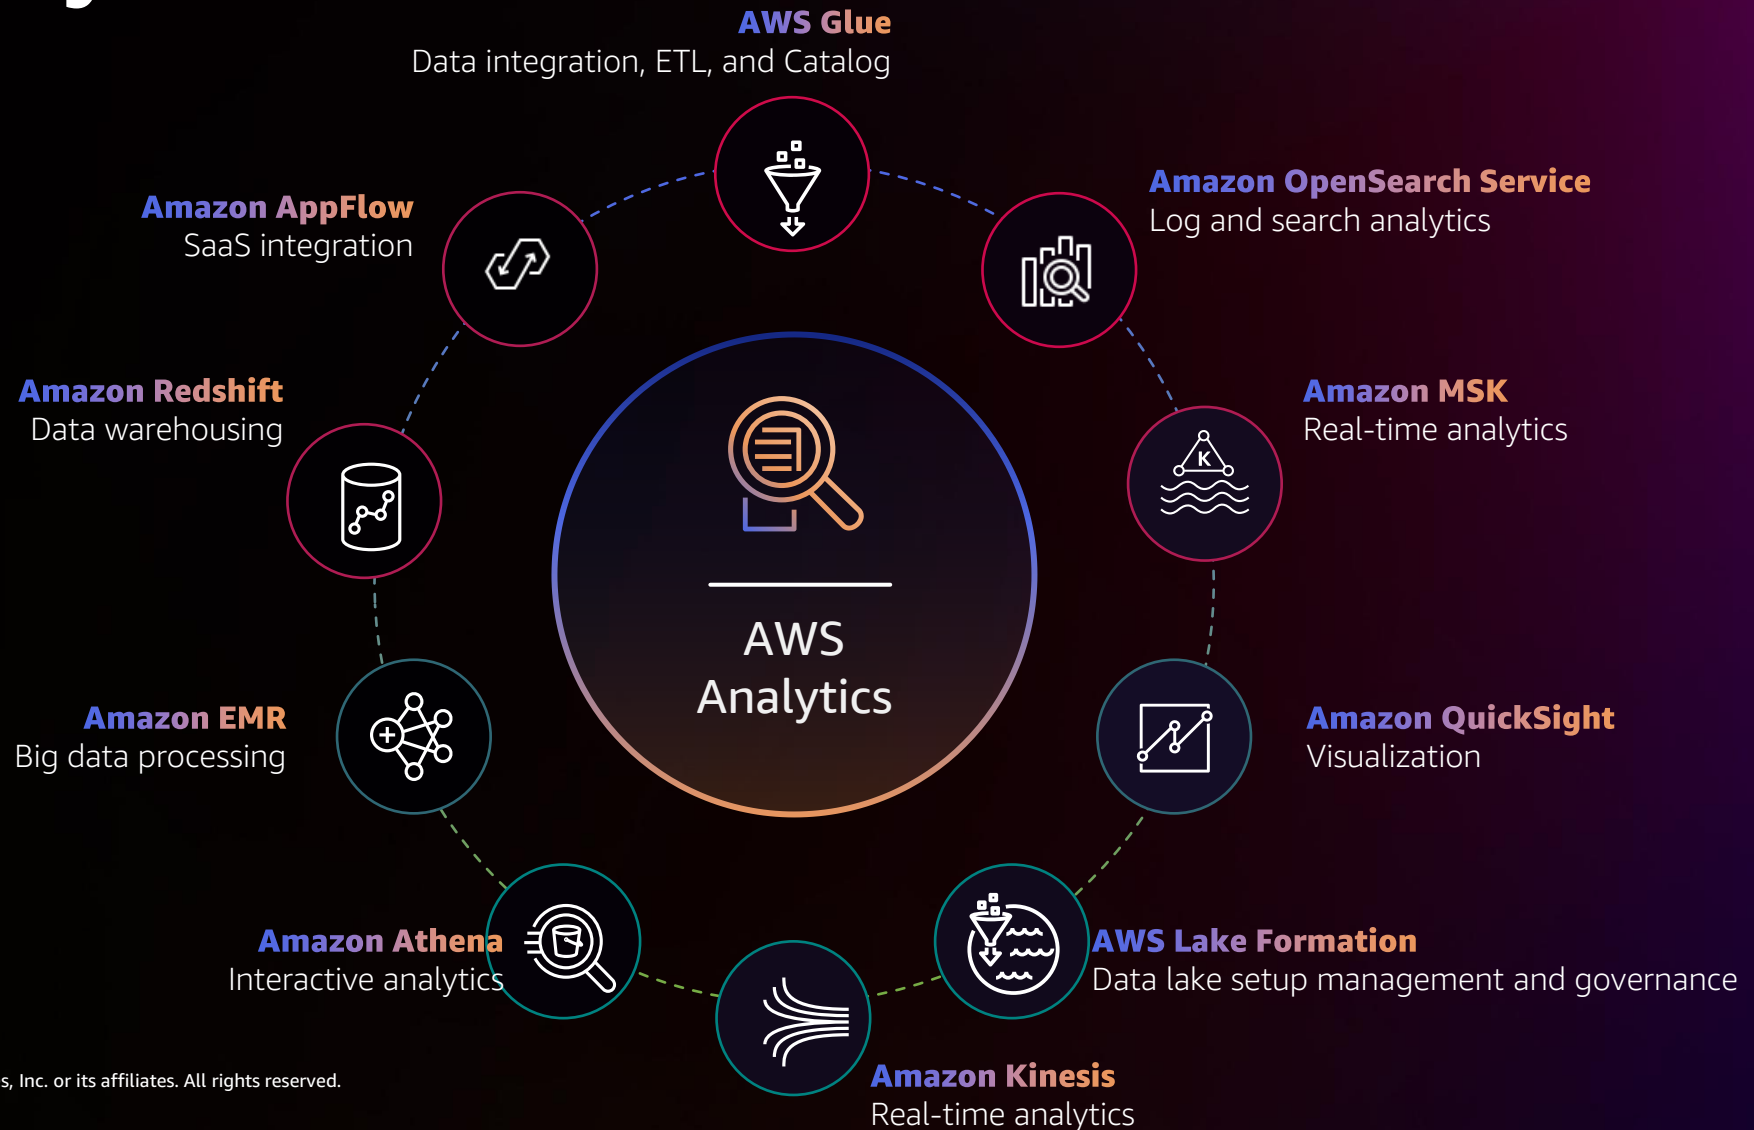 AWS Glue
Data integration, ETL, and Catalog
Amazon OpenSearch Service
Log and search analytics
Amazon AppFlow
SaaS integration
Amazon Redshift
Data warehousing
Amazon MSK
Real-time analytics
K
AWS
Analytics
Amazon EMR
Big data processing
Amazon QuickSight
Visualization
Amazon Athena
Interactive analytics
AWS Lake Formation
Data lake setup management and governance
Amazon Kinesis
Real-time analytics
s, Inc. or its affiliates. All rights reserved.